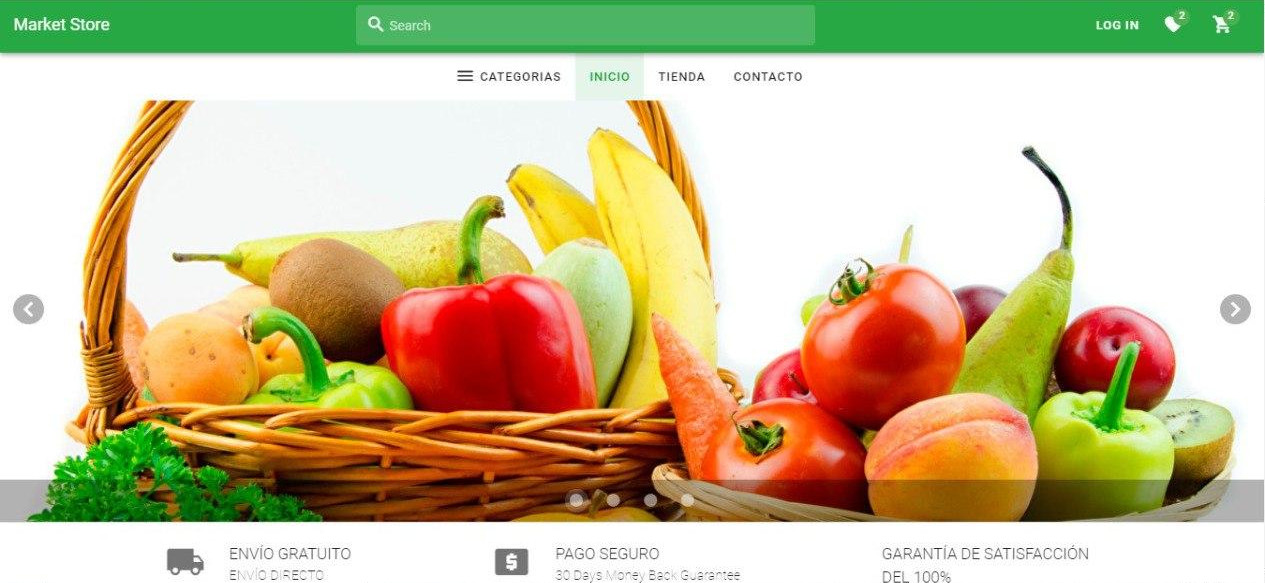 Market Store
Search
LOG IN
2
2
CATEGORIAS
INICIO
TIENDA
CONTACTO
ENVÍO GRATUITO
ENVÍO DIRECTO
PAGO SEGURO
30 Days Money Back Guarantee
GARANTÍA DE SATISFACCIÓN
DEL 100%